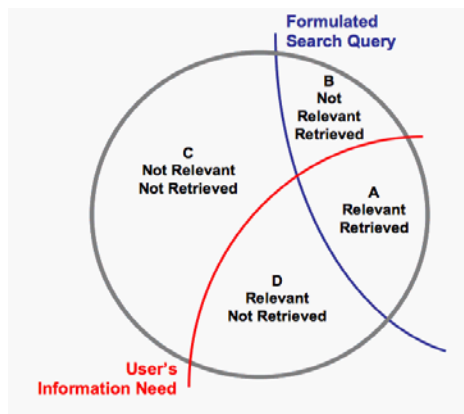 Formulated
Search Query
B
Not
Relevant
Retrieved
C
Not Relevant
Not Retrieved
A
Relevant
Retrieved
D
Relevant
Not Retrieved
User's
Information Need